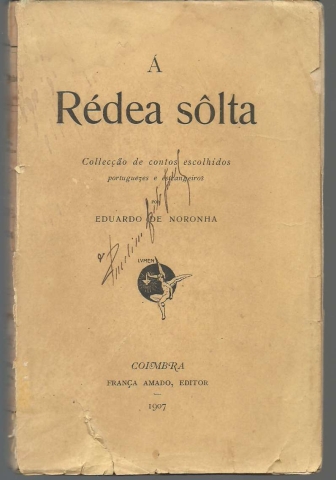 Á
Rédea sôlta
Collecção de contos escolhidos
portuguezes e estrangeiros
POR
EDUARDO DE NORONHA
LVMEN
COIMBRA
FRANÇA AMADO, EDITOR
1907